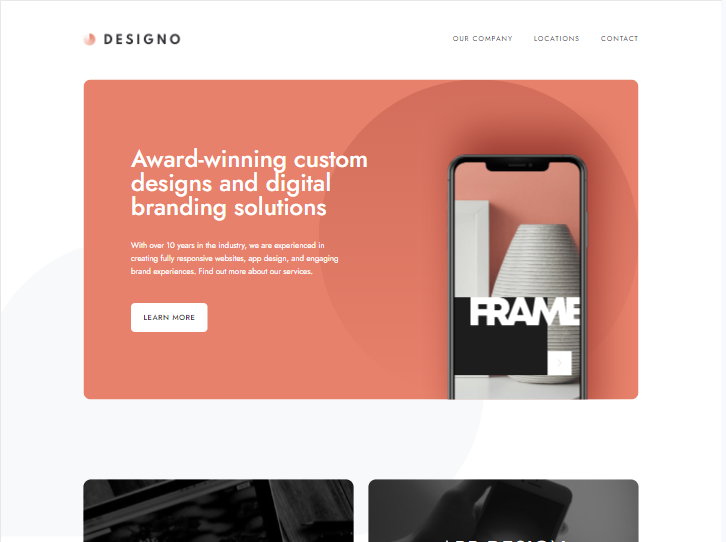 DESIGNO
OUR COMPANY
LOCATIONS
CONTACT
Award-winning custom
designs and digital
branding solutions
With over 10 years in the industry, we are experienced in
creating fully responsive websites, app design, and engaging
brand experiences. Find out more about our services.
LEARN MORE
FRAME